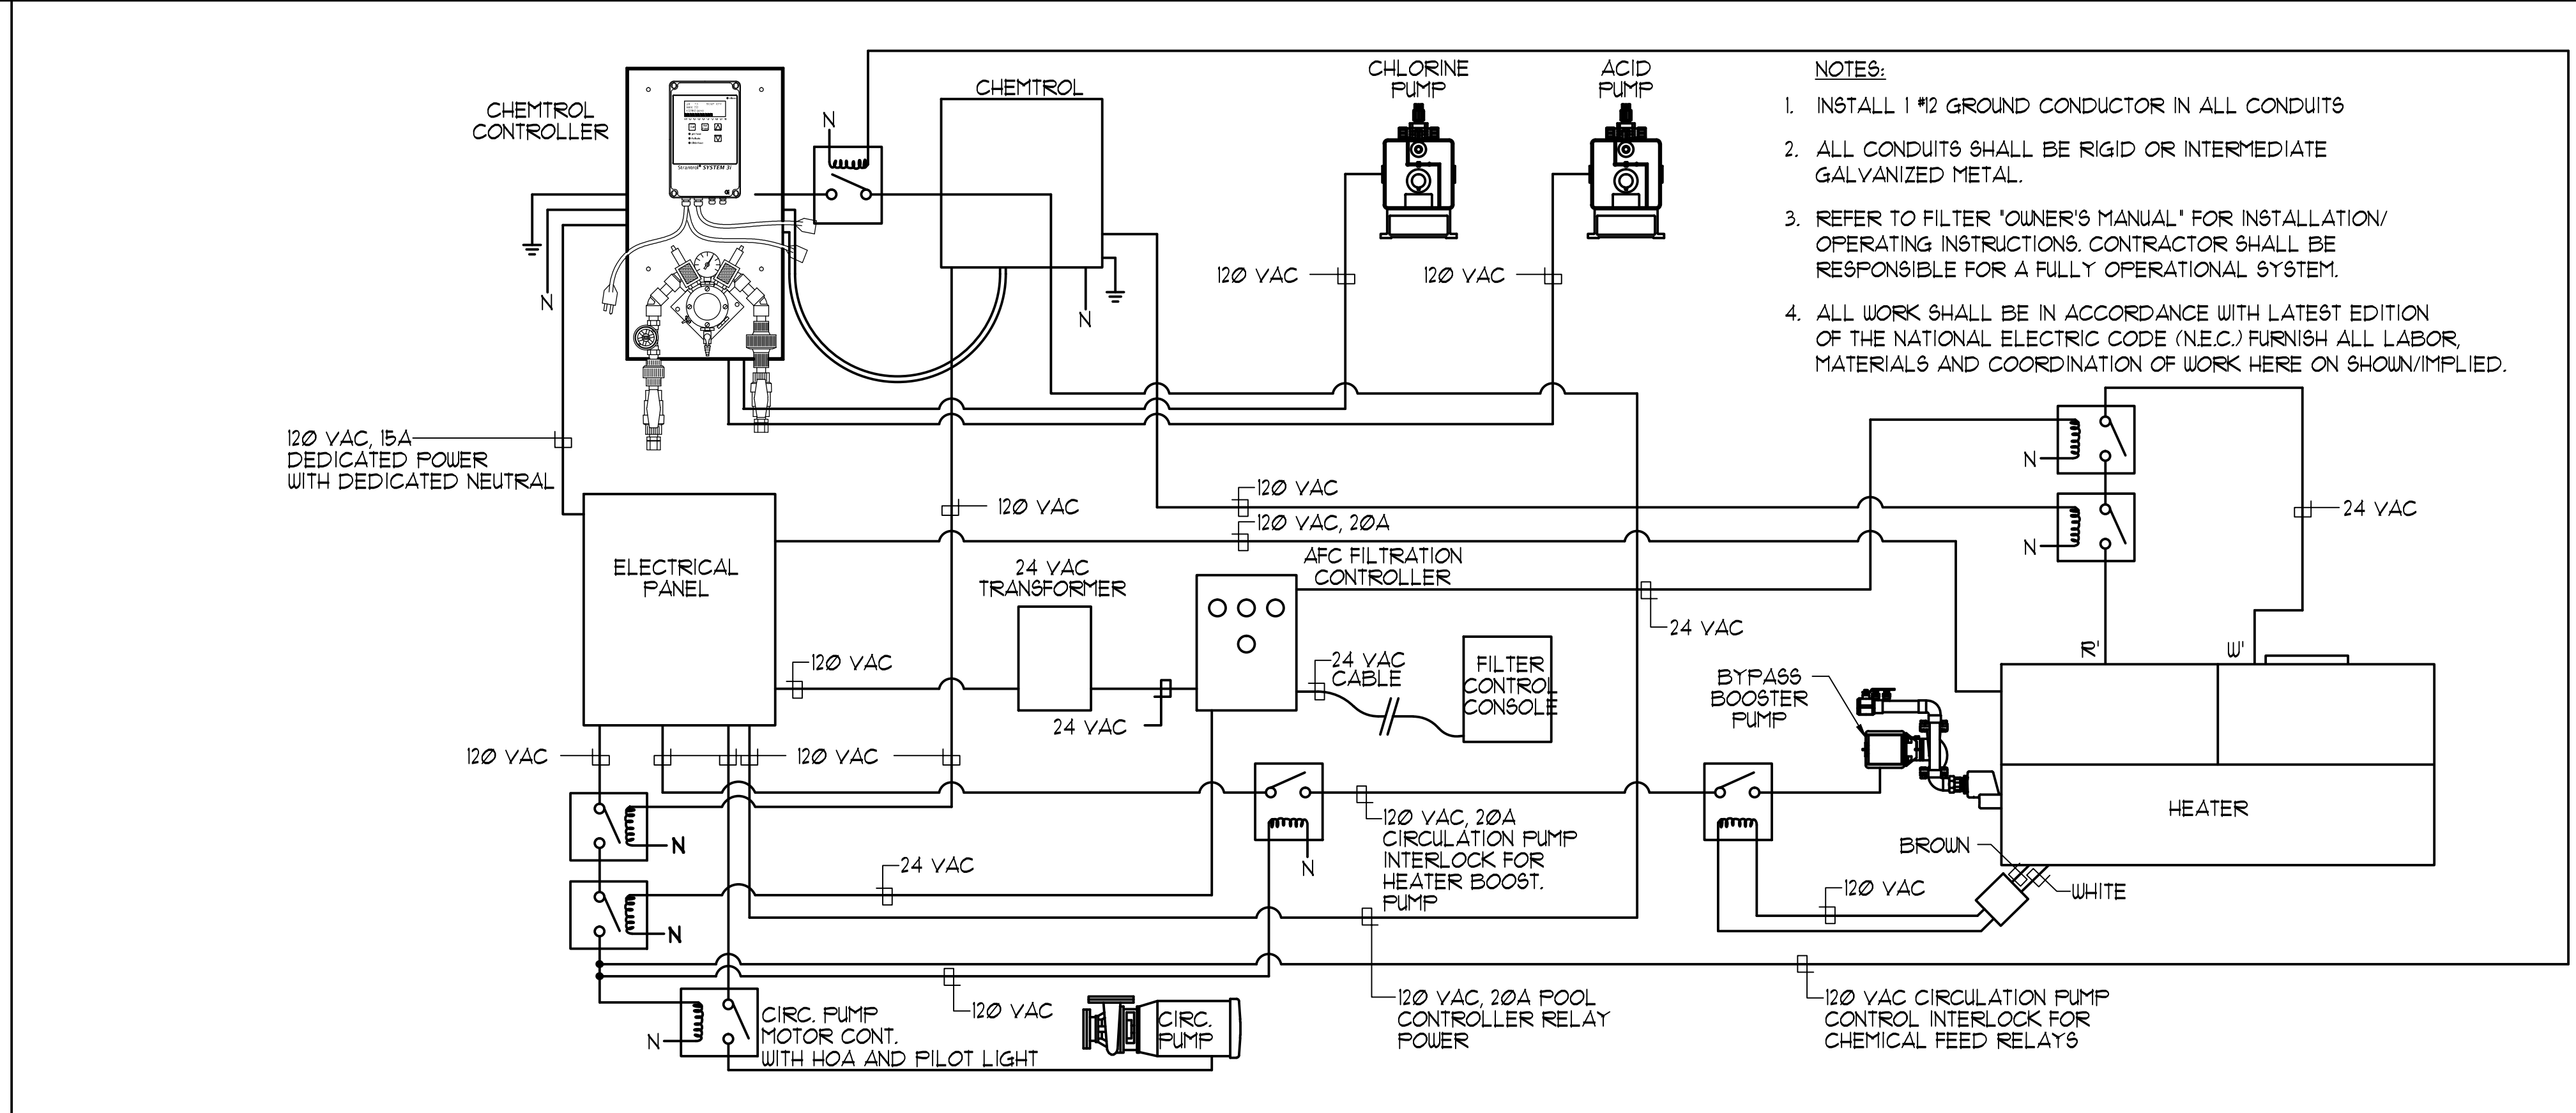 CHEMTROL
CONTROLLER
Strantrol® SYSTEM 3i
N
N
CHEMTROL
N
CHLORINE
PUMP
ACID
PUMP
120 VAC
120 VAC
NOTES:
1. INSTALL 1 #12 GROUND CONDUCTOR IN ALL CONDUITS
2. ALL CONDUITS SHALL BE RIGID OR INTERMEDIATE
GALVANIZED METAL.
3. REFER TO FILTER "OWNER'S MANUAL" FOR INSTALLATION/
OPERATING INSTRUCTIONS. CONTRACTOR SHALL BE
RESPONSIBLE FOR A FULLY OPERATIONAL SYSTEM.
4. ALL WORK SHALL BE IN ACCORDANCE WITH LATEST EDITION
OF THE NATIONAL ELECTRIC CODE (N.E.C.) FURNISH ALL LABOR,
MATERIALS AND COORDINATION OF WORK HERE ON SHOWN/IMPLIED.
120 VAC, 15A
DEDICATED POWER
WITH DEDICATED NEUTRAL
120 VAC
120 VAC
120 VAC, 20A
N
N
24 VAC
ELECTRICAL
PANEL
24 VAC
TRANSFORMER
AFC FILTRATION
CONTROLLER
24 VAC
120 VAC
24 VAC
24 VAC
CABLE
FILTER
CONTROL
CONSOLE
BYPASS
BOOSTER
PUMP
R'
W"
HEATER
120 VAC
120 VAC
N
N
24 VAC
N
120 VAC, 20A
CIRCULATION PUMP
INTERLOCK FOR
HEATER BOOST.
PUMP
BROWN
WHITE
120 VAC
N
CIRC. PUMP
MOTOR CONT.
WITH HOA AND PILOT LIGHT
120 VAC
CIRC.
PUMP
120 VAC, 20A POOL
CONTROLLER RELAY
POWER
120 VAC CIRCULATION PUMP
CONTROL INTERLOCK FOR
CHEMICAL FEED RELAYS